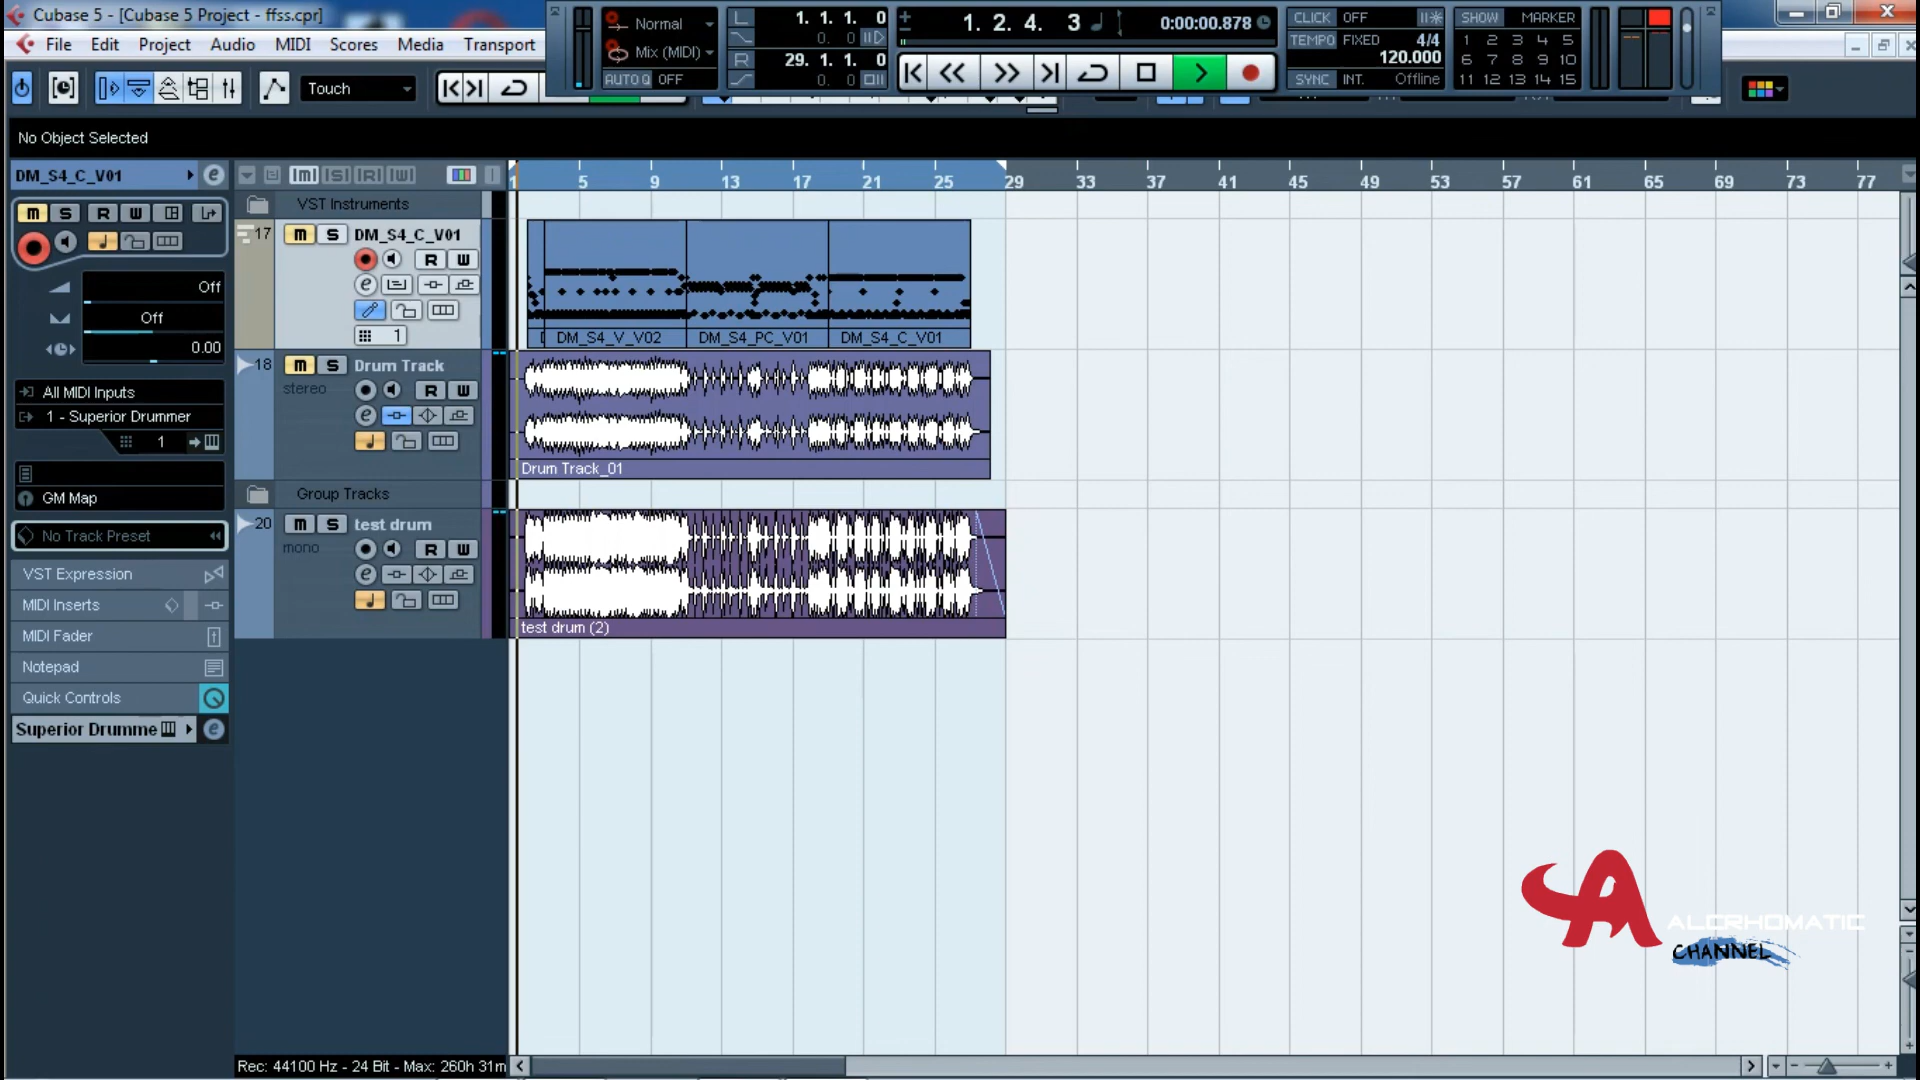 Cubase 5 - [Cubase 5 Project - ffss.cpr]
File Edit Project Audio MIDI Scores Media Transport
Normal
Mix (MIDI)
AUTO Q OFF
L 1. 1. 1. 0
0. 0
R 29. 1. 1. 0
0. 0
1. 2. 4. 3 0:00:00.878
CLICK OFF
TEMPO FIXED 4/4
120.000
SYNC INT. Offline
SHOW MARKER
1 2 3 4 5
6 7 8 9 10
11 12 13 14 15
Touch
No Object Selected
DM_S4_C_V01
1 5 9 13 17 21 25 29 33 37 41 45 49 53 57 61 65 69 73 77
VST Instruments
M S R W
17 m S DM_S4_C_V01
R W
e
1
DM_S4_V_V02 DM_S4_PC_V01 DM_S4_C_V01
Off
Off
0.00
All MIDI Inputs
1 - Superior Drummer
1
GM Map
No Track Preset
VST Expression
MIDI Inserts
MIDI Fader
Notepad
Quick Controls
Superior Drumme
18 m S Drum Track
stereo R W
e
Drum Track_01
Group Tracks
20 m S test drum
mono R W
e
test drum (2)
ALCRHOMATIC
CHANNEL
Rec: 44100 Hz - 24 Bit - Max: 260h 31m